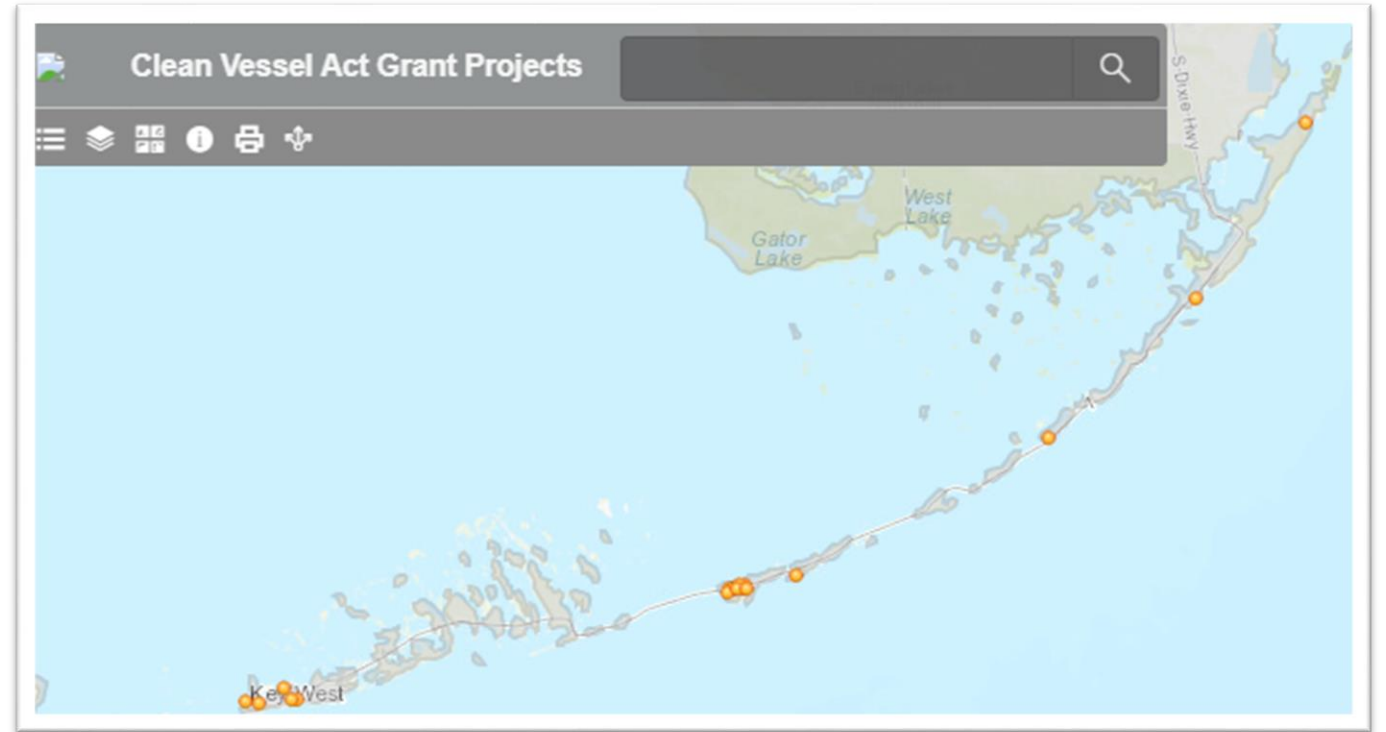 Clean Vessel Act Grant Projects
S Dixie Hwy
West
Lake
Gator
Lake
Key West